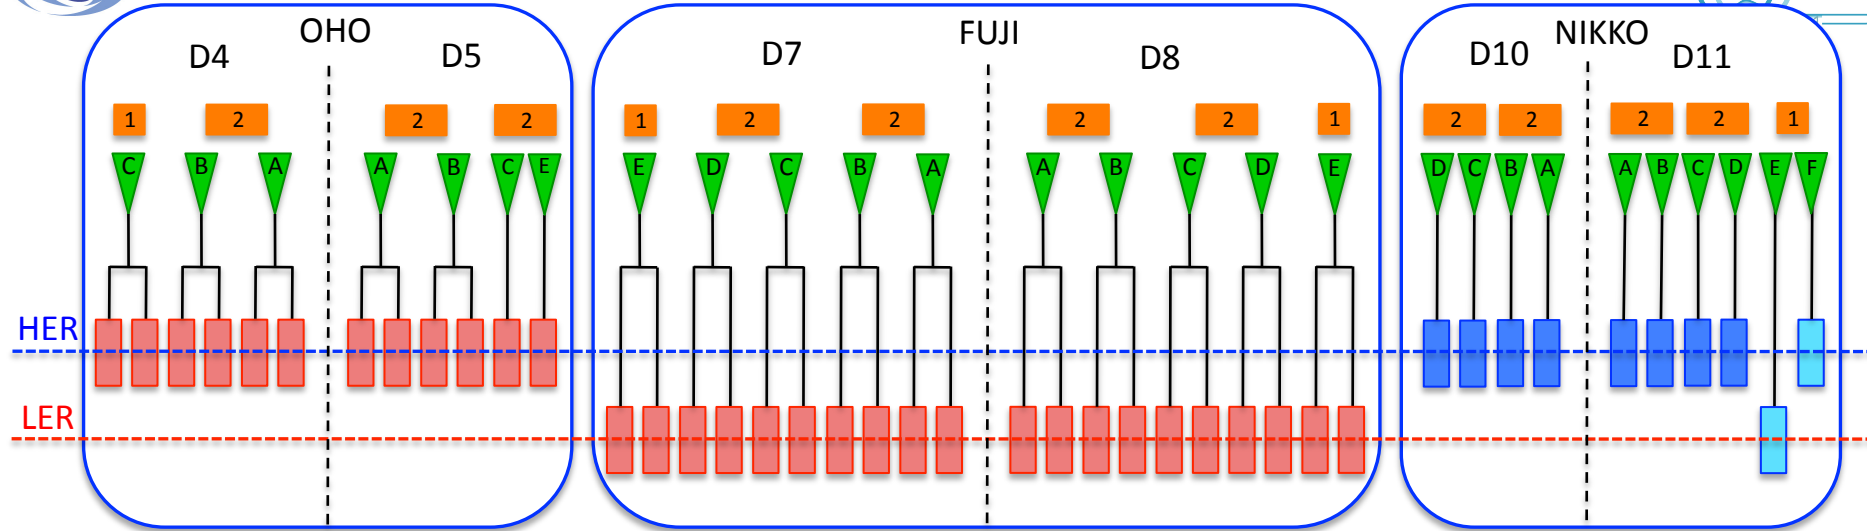 OHO FUJI NIKKO
D4 D5 D7 D8 D10 D11
1 2 2 2 1 2 2 2 2 1 2 2 2 2 1
C B A A B C E E D C B A A B C D E D C B A A B C D E F
HER
LER